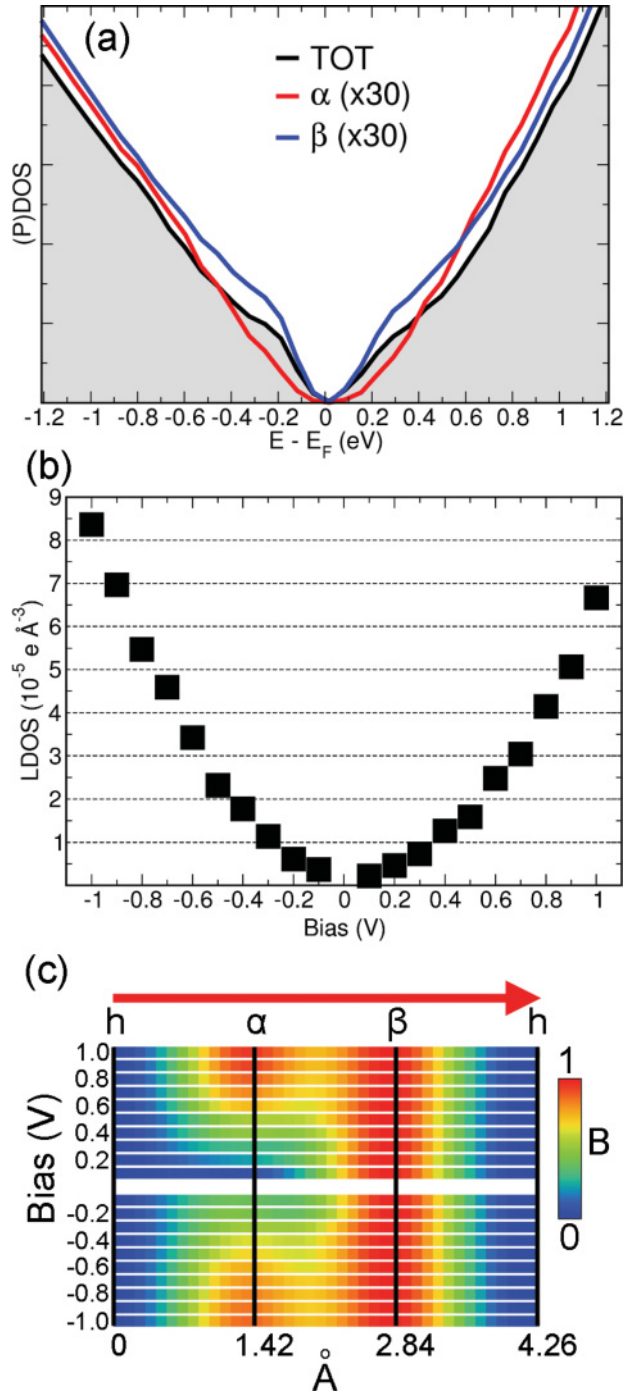 (a)
TOT
α (x30)
β (x30)
(P)DOS
-1.2 -1 -0.8 -0.6 -0.4 -0.2 0 0.2 0.4 0.6 0.8 1 1.2
E - E_F (eV)
(b)
9
8
7
6
5
4
3
2
1
LDOS (10^-5 e Å^-3)
-1 -0.8 -0.6 -0.4 -0.2 0 0.2 0.4 0.6 0.8 1
Bias (V)
(c)
h α β h
1.0
0.8
0.6
0.4
0.2
-0.2
-0.4
-0.6
-0.8
-1.0
Bias (V)
1
B
0
0 1.42 2.84 4.26
Å